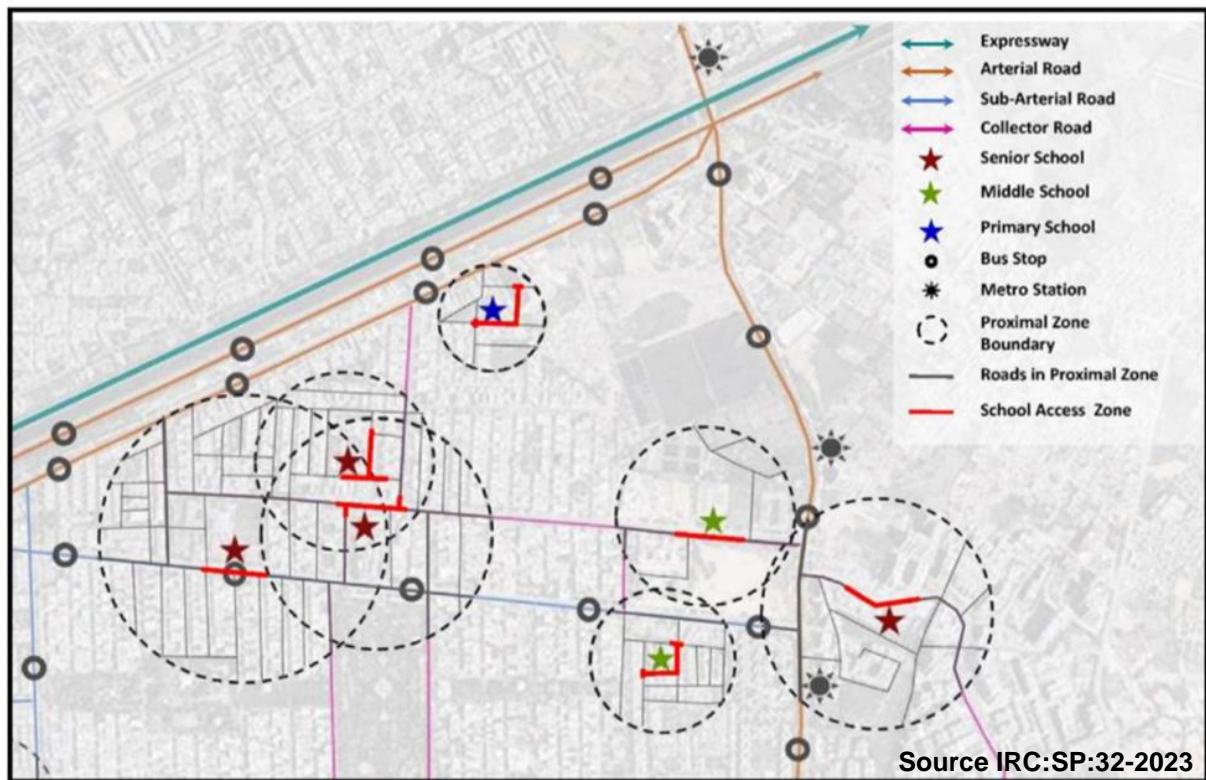 Expressway
Arterial Road
Sub-Arterial Road
Collector Road
Senior School
Middle School
Primary School
Bus Stop
Metro Station
Proximal Zone
Boundary
Roads in Proximal Zone
School Access Zone
Source IRC:SP:32-2023